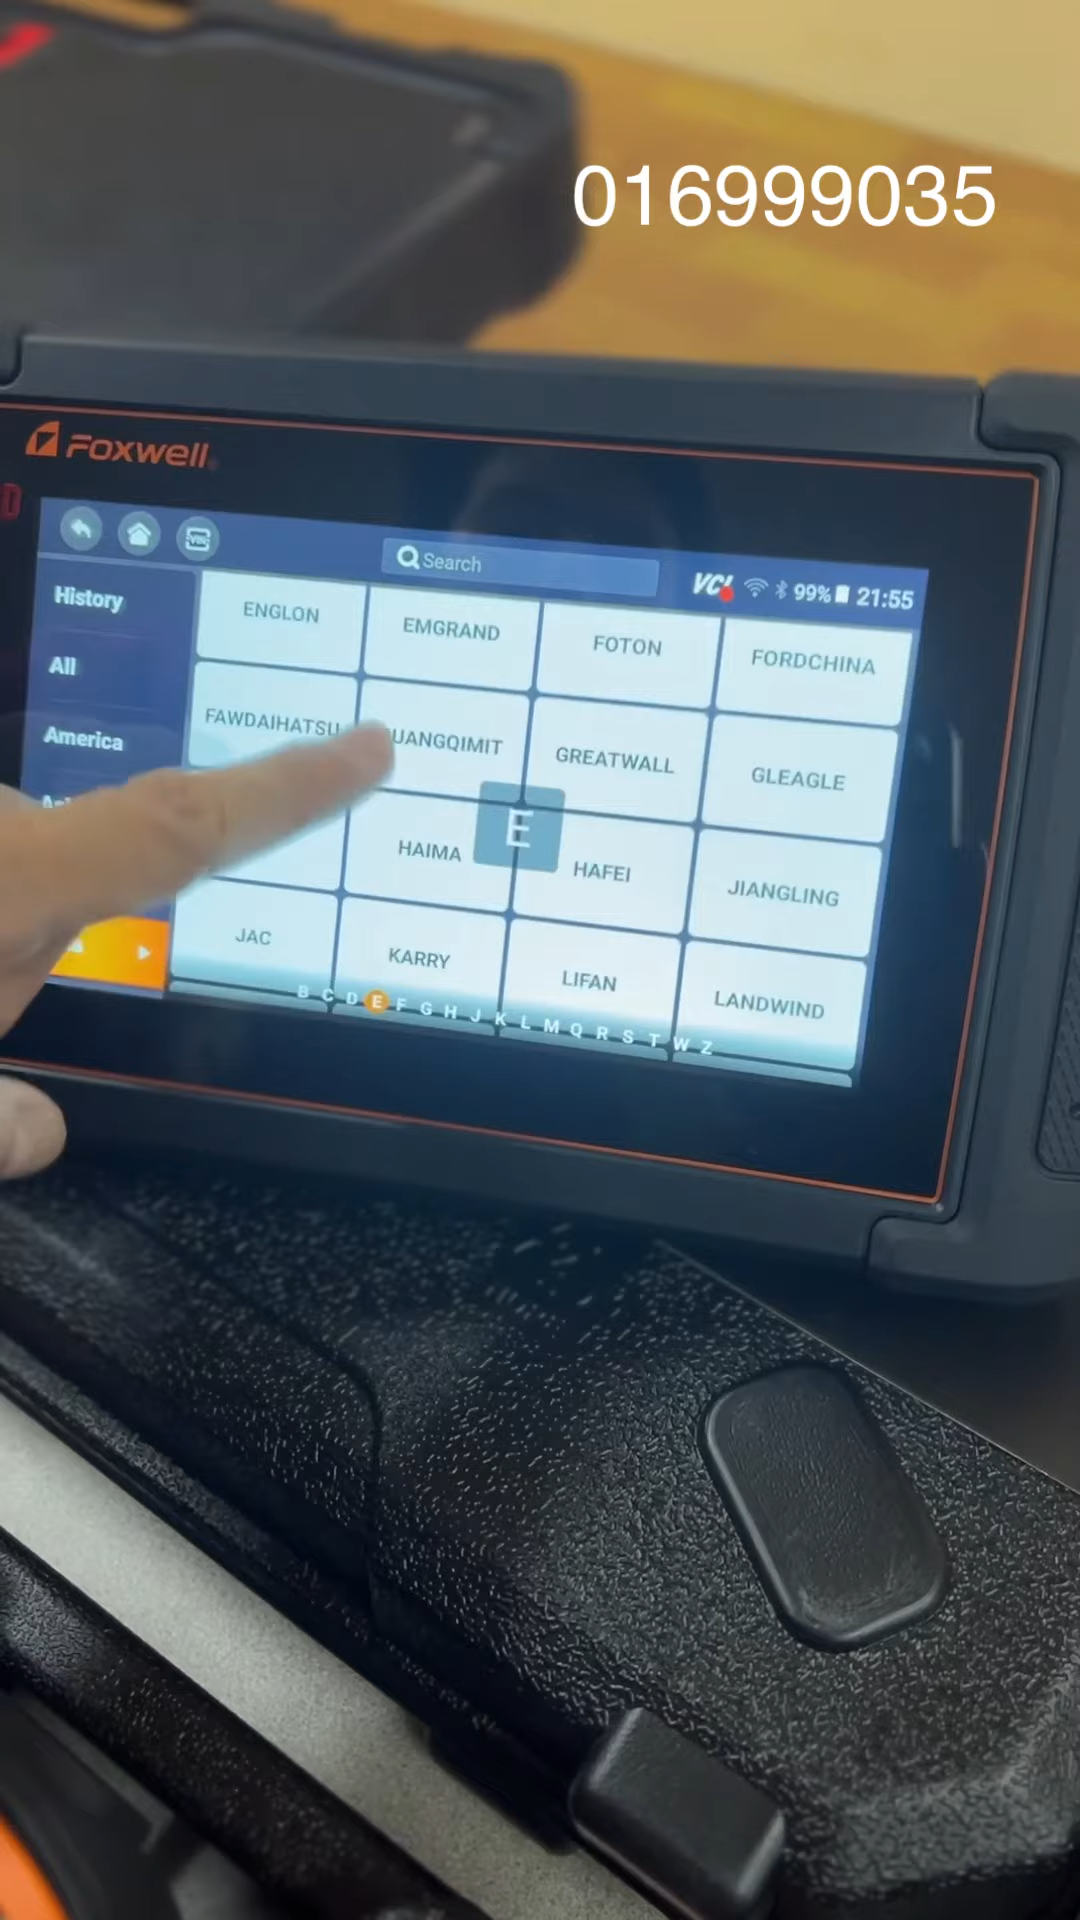 016999035
Foxwell
Search
VCI 99% 21:55
History
All
America
ENGLON EMGRAND FOTON FORDCHINA
FAWDAIHATSU UANGQIMIT GREATWALL GLEAGLE
HAIMA HAFEI JIANGLING
E
JAC KARRY LIFAN LANDWIND
B C D E F G H J K L M Q R S T W Z